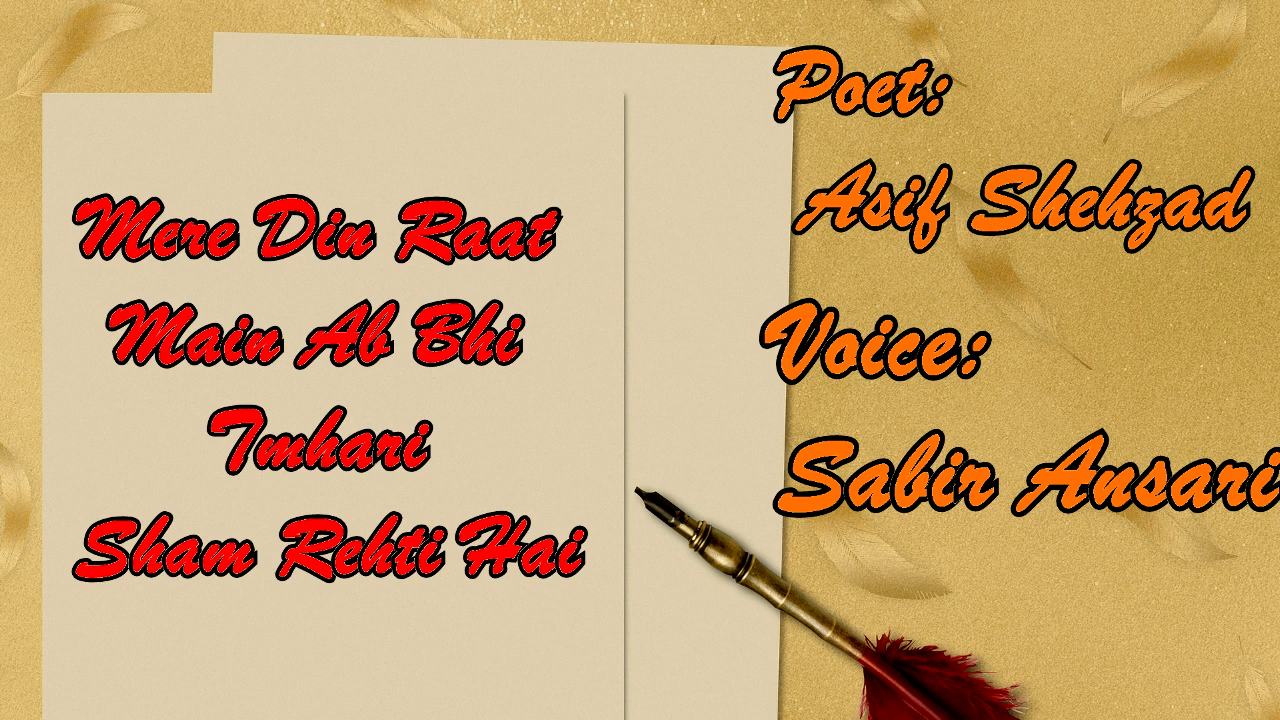 Mere Din Raat
Main Ab Bhi
Tmhari
Sham Rehti Hai
Poet:
Asif Shehzad
Voice:
Sabir Ansari